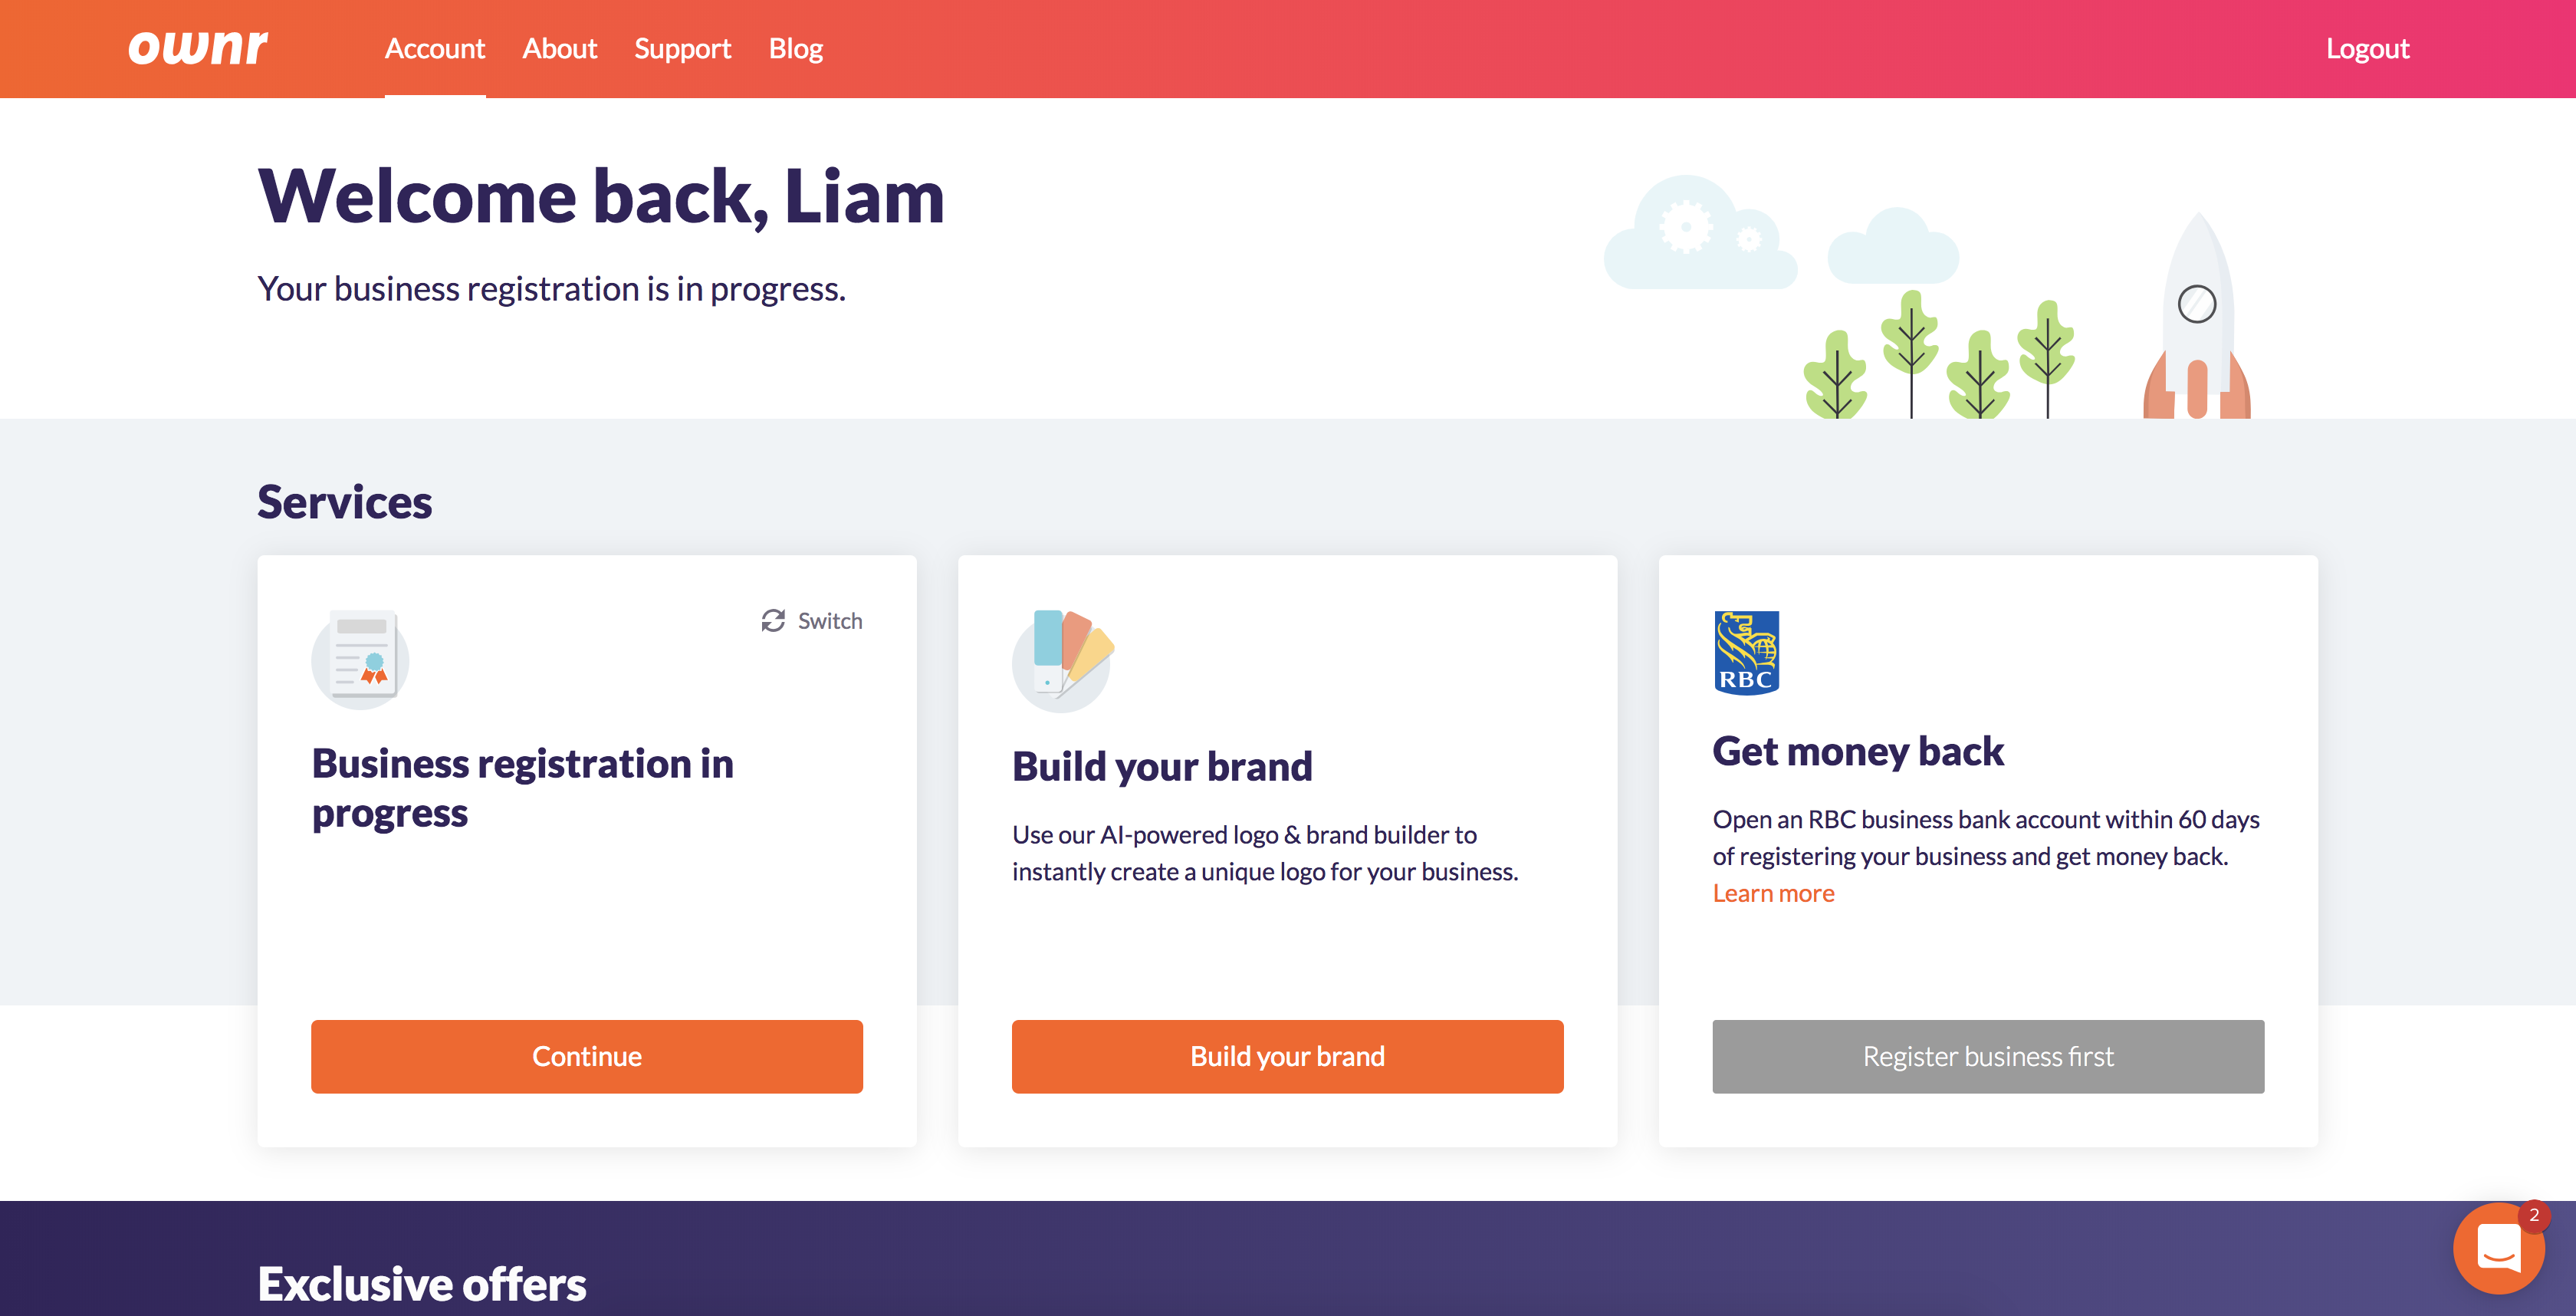 ownr
Account
About
Support
Blog
Logout
Welcome back, Liam
Your business registration is in progress.
Services
Switch
Business registration in
progress
Continue
Build your brand
Use our AI-powered logo & brand builder to
instantly create a unique logo for your business.
Build your brand
RBC
Get money back
Open an RBC business bank account within 60 days
of registering your business and get money back.
Learn more
Register business first
2
Exclusive offers